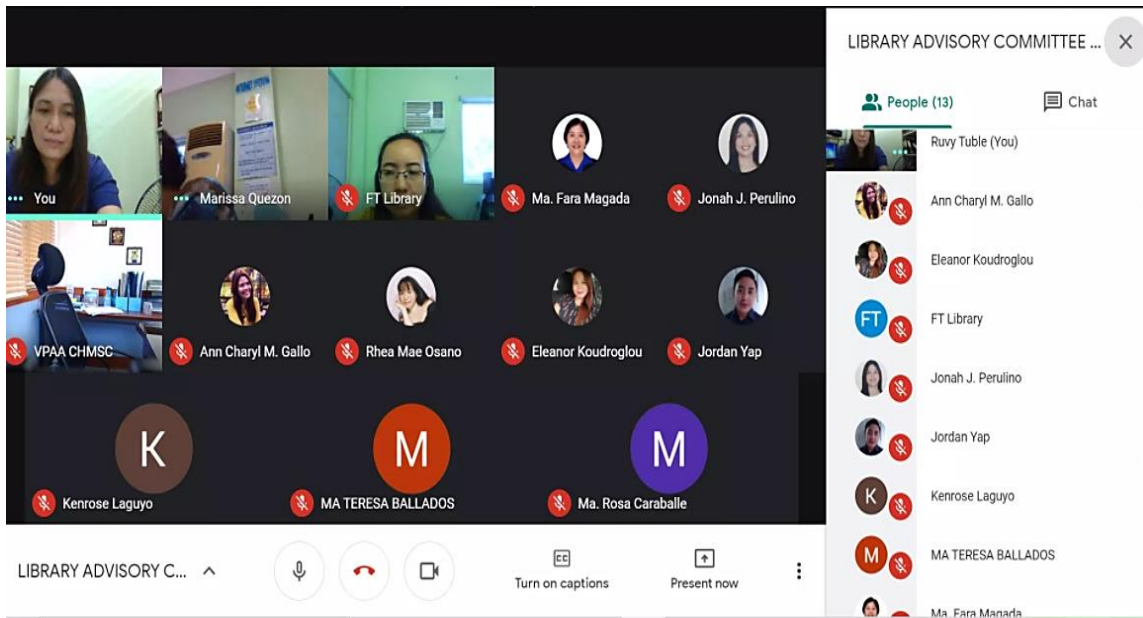 LIBRARY ADVISORY COMMITTEE ...
People (13)
Chat
You
Marissa Quezon
FT Library
Ma. Fara Magada
Jonah J. Perulino
VPAA CHMSC
Ann Charyl M. Gallo
Rhea Mae Osano
Eleanor Koudroglou
Jordan Yap
K
M
M
Kenrose Laguyo
MA TERESA BALLADOS
Ma. Rosa Caraballe
LIBRARY ADVISORY C...
CC
Turn on captions
Present now
Ruvy Tuble (You)
Ann Charyl M. Gallo
Eleanor Koudroglou
FT
FT Library
Jonah J. Perulino
Jordan Yap
K
Kenrose Laguyo
M
MA TERESA BALLADOS
Ma. Fara Magada